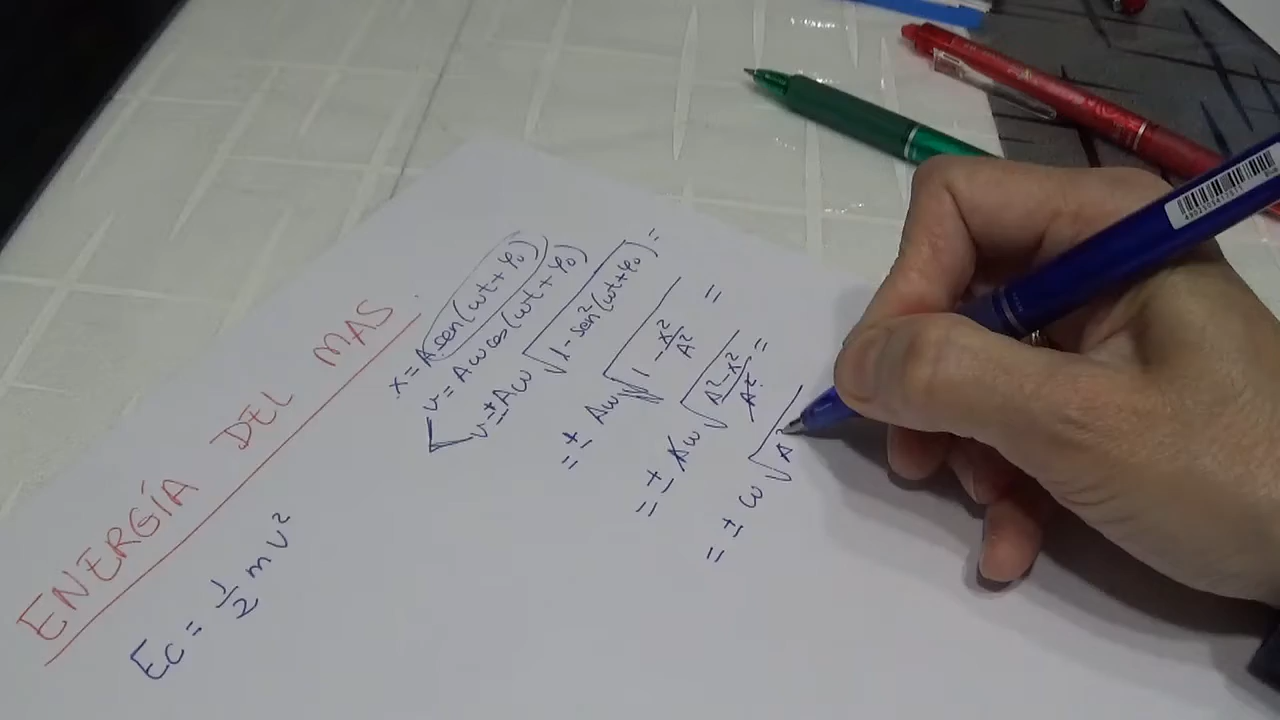 ENERGÍA DEL MAS
Ec = 1/2 mv²
x = A sen(ωt + φ₀)
v = Aω cos(ωt + φ₀)
v = ± Aω √(1 - sen²(ωt + φ₀)) =
= ± Aω √(1 - x²/A²) =
= ± Aω √((A² - x²)/A²) =
= ± ω √(A²